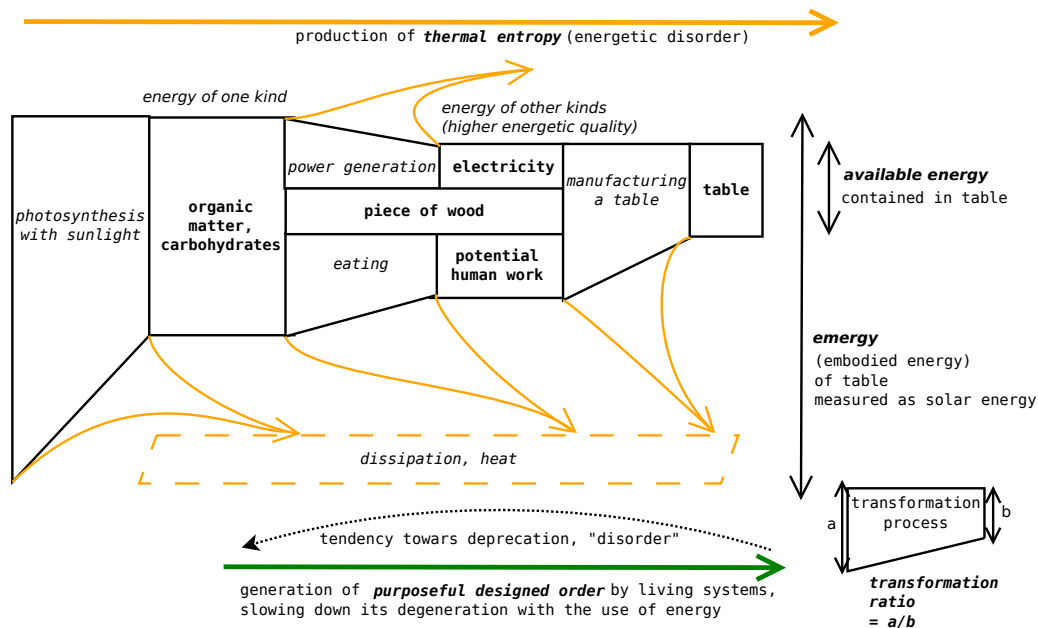 production of thermal entropy (energetic disorder)
energy of one kind
energy of other kinds
(higher energetic quality)
photosynthesis
with sunlight
organic
matter,
carbohydrates
power generation
electricity
piece of wood
eating
potential
human work
manufacturing
a table
table
available energy
contained in table
emergy
(embodied energy)
of table
measured as solar energy
dissipation, heat
tendency towards deprecation, "disorder"
generation of purposeful designed order by living systems,
slowing down its degeneration with the use of energy
a
transformation
process
b
transformation
ratio
= a/b